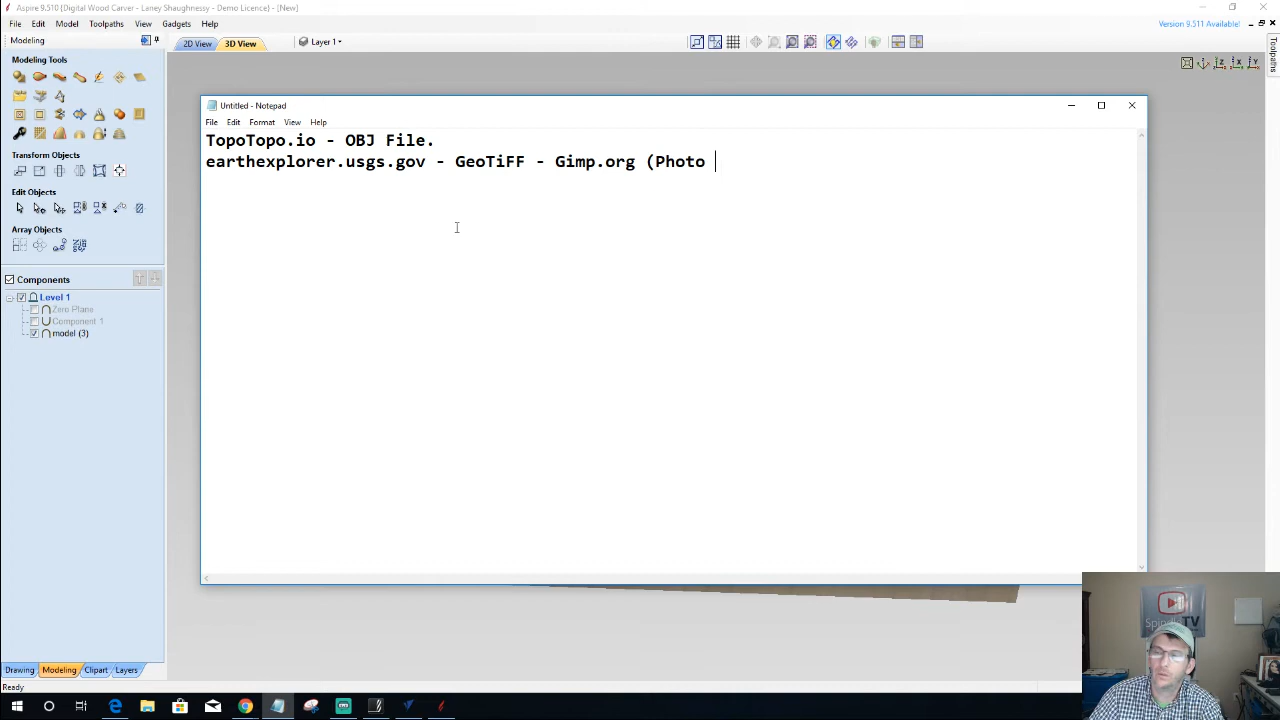 Aspire 9.510 {Digital Wood Carver - Laney Shaughnessy - Demo Licence} - [New]
File Edit Model Toolpaths View Gadgets Help
Version 9.511 Available!
Modeling
2D View 3D View Layer 1
Toolpaths
Modeling Tools
Untitled - Notepad
File Edit Format View Help
TopoTopo.io - OBJ File.
earthexplorer.usgs.gov - GeoTiFF - Gimp.org (Photo
Transform Objects
Edit Objects
Array Objects
Components
Level 1
Zero Plane
Component 1
model (3)
Drawing Modeling Clipart Layers
Ready
TV